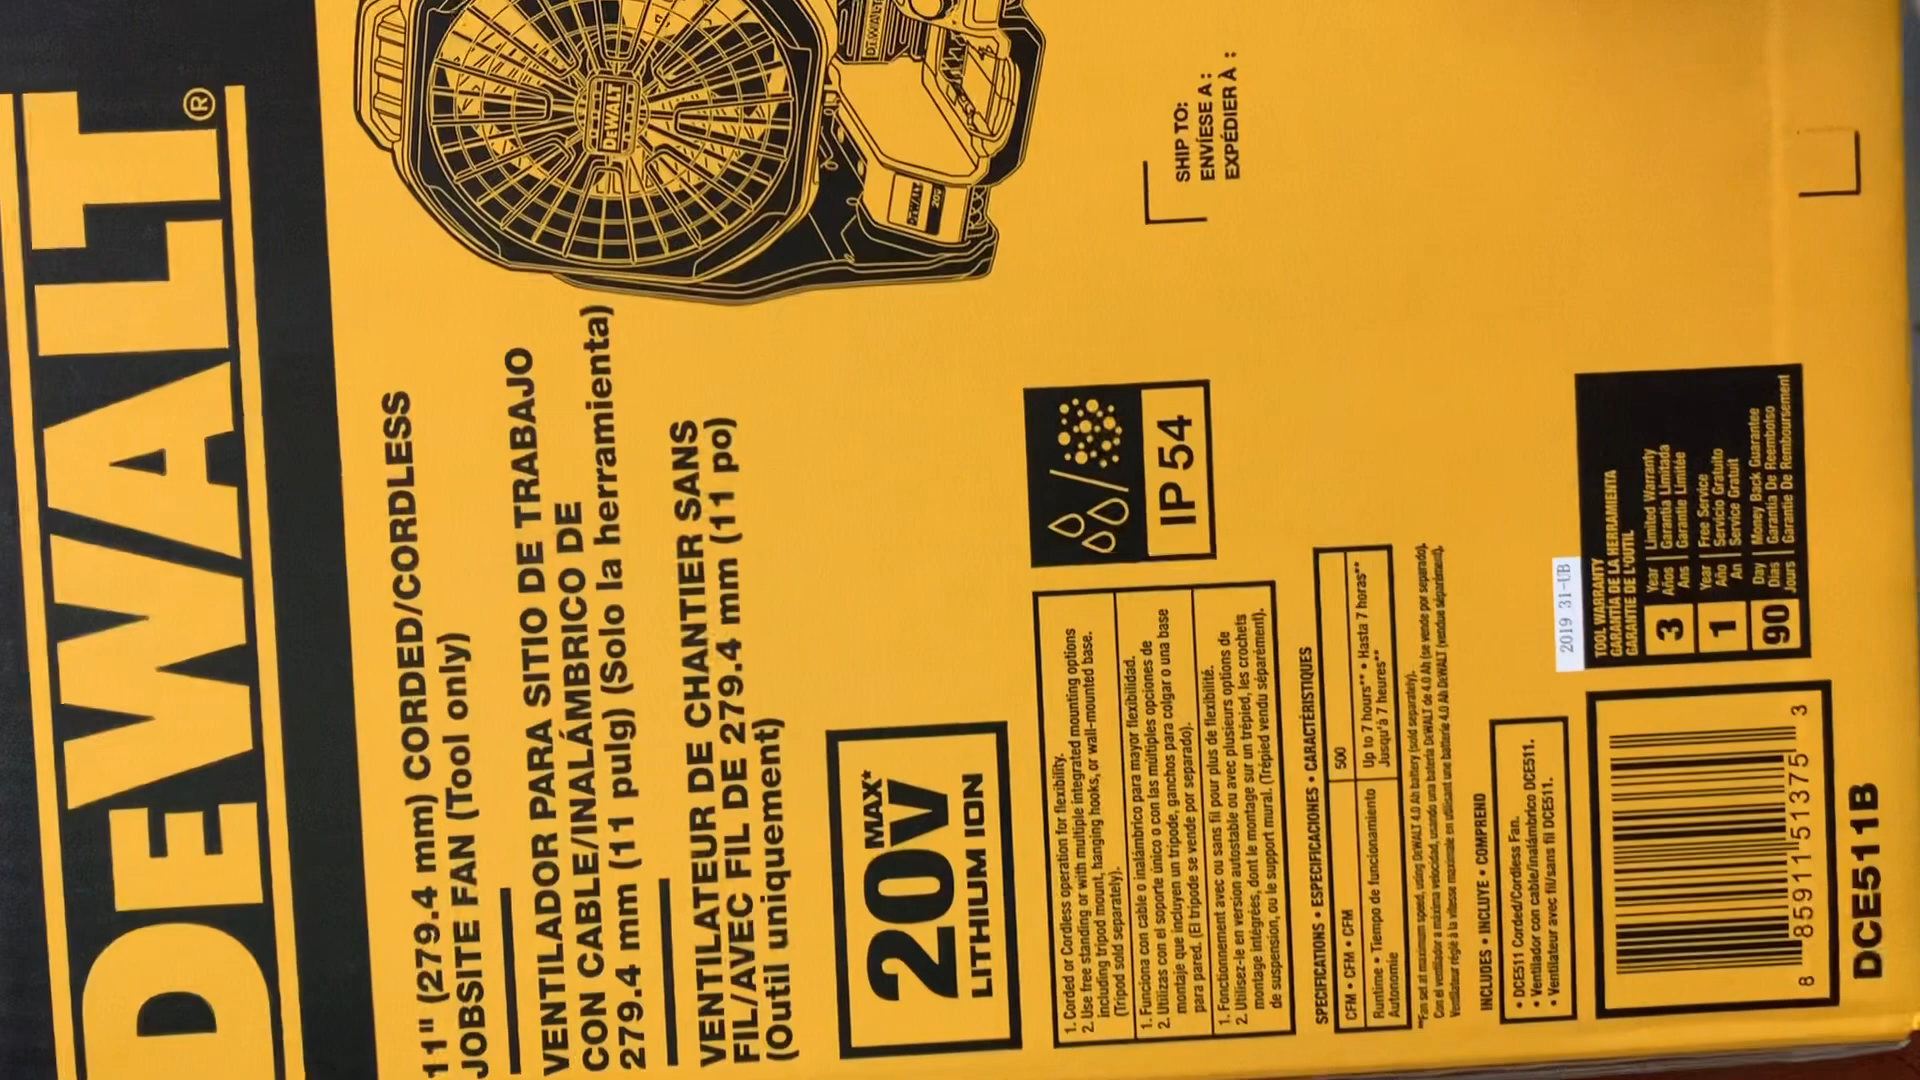 DEWALT®
11" (279.4 mm) CORDED/CORDLESS
JOBSITE FAN (Tool only)
VENTILADOR PARA SITIO DE TRABAJO
CON CABLE/INALÁMBRICO DE
279.4 mm (11 pulg) (Solo la herramienta)
VENTILATEUR DE CHANTIER SANS
FIL/AVEC FIL DE 279.4 mm (11 po)
(Outil uniquement)
DEWALT
DEWALT
DEWALT
20V
20V MAX*
LITHIUM ION
IP 54
SHIP TO:
ENVÍESE A :
EXPÉDIER À :
1. Corded or Cordless operation for flexibility.
2. Use free standing or with multiple integrated mounting options
including tripod mount, hanging hooks, or wall-mounted base.
(Tripod sold separately).
1. Funciona con cable o inalámbrico para mayor flexibilidad.
2. Utilizas con el soporte único o con las múltiples opciones de
montaje que incluyen un trípode, ganchos para colgar o una base
para pared. (El trípode se vende por separado).
1. Fonctionnement avec ou sans fil pour plus de flexibilité.
2. Utilisez-le en version autostable ou avec plusieurs options de
montage intégrées, dont le montage sur un trépied, les crochets
de suspension, ou le support mural. (Trépied vendu séparément).
SPECIFICATIONS • ESPECIFICACIONES • CARACTÉRISTIQUES
CFM • CFM • CFM 500
Runtime • Tiempo de funcionamiento Up to 7 hours** • Hasta 7 horas**
Autonomie Jusqu'à 7 heures**
**Fan set at maximum speed, using DEWALT 4.0 Ah battery (sold separately).
Con el ventilador a máxima velocidad, usando una batería DEWALT de 4.0 Ah (se vende por separado).
Ventilateur réglé à la vitesse maximale en utilisant une batterie 4.0 Ah DEWALT (vendue séparément).
INCLUDES • INCLUYE • COMPREND
• DCE511 Corded/Cordless Fan.
• Ventilador con cable/inalámbrico DCE511.
• Ventilateur avec fil/sans fil DCE511.
2019 31-UB
TOOL WARRANTY
GARANTÍA DE LA HERRAMIENTA
GARANTIE DE L'OUTIL
3 Year Limited Warranty
Años Garantía Limitada
Ans Garantie Limitée
1 Year Free Service
Año Servicio Gratuito
An Service Gratuit
90 Day Money Back Guarantee
Días Garantía De Reembolso
Jours Garantie De Remboursement
8 85911 51375 3
DCE511B